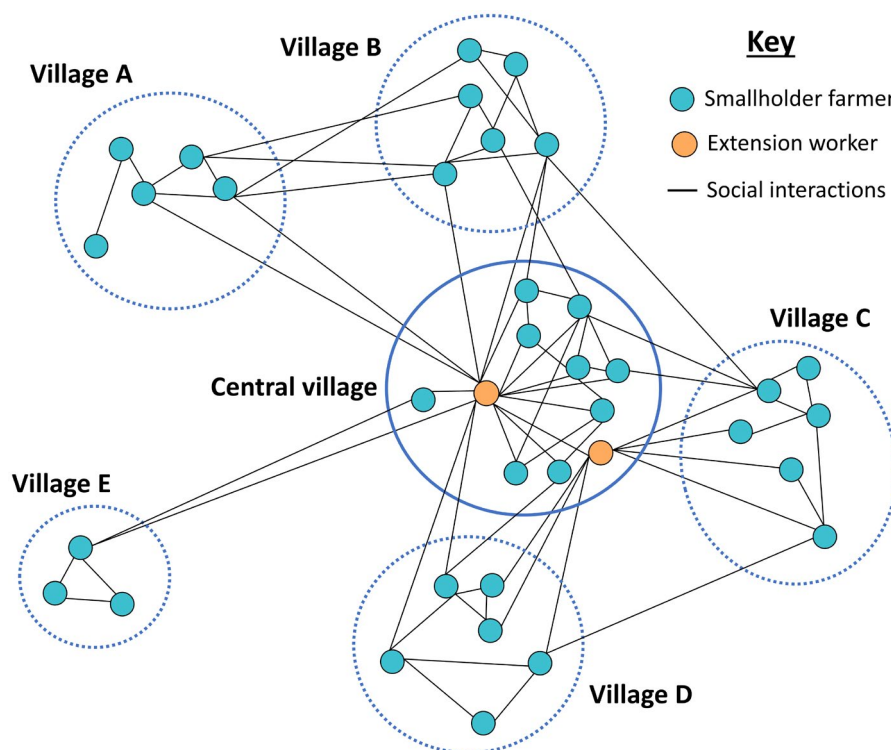 Village B
Key
Village A
Smallholder farmer
Extension worker
Social interactions
Village C
Central village
Village E
Village D